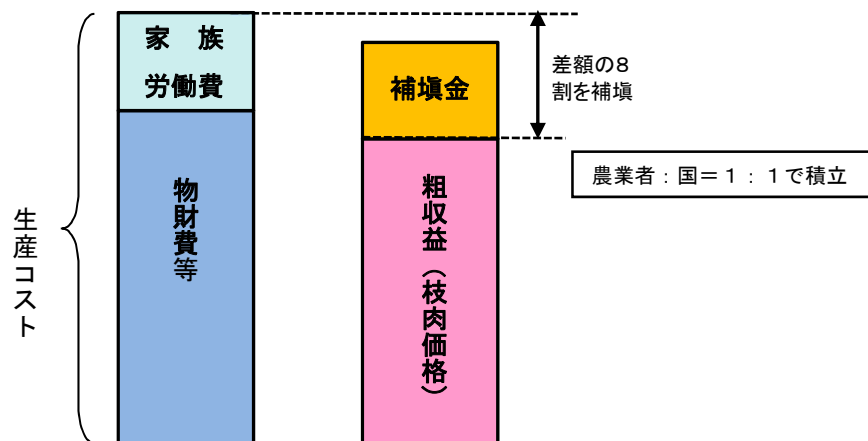 家　族
労働費
補塡金
差額の8
割を補塡
農業者：国＝１：１で積立
物財費等
粗収益（枝肉価格）
生産コスト